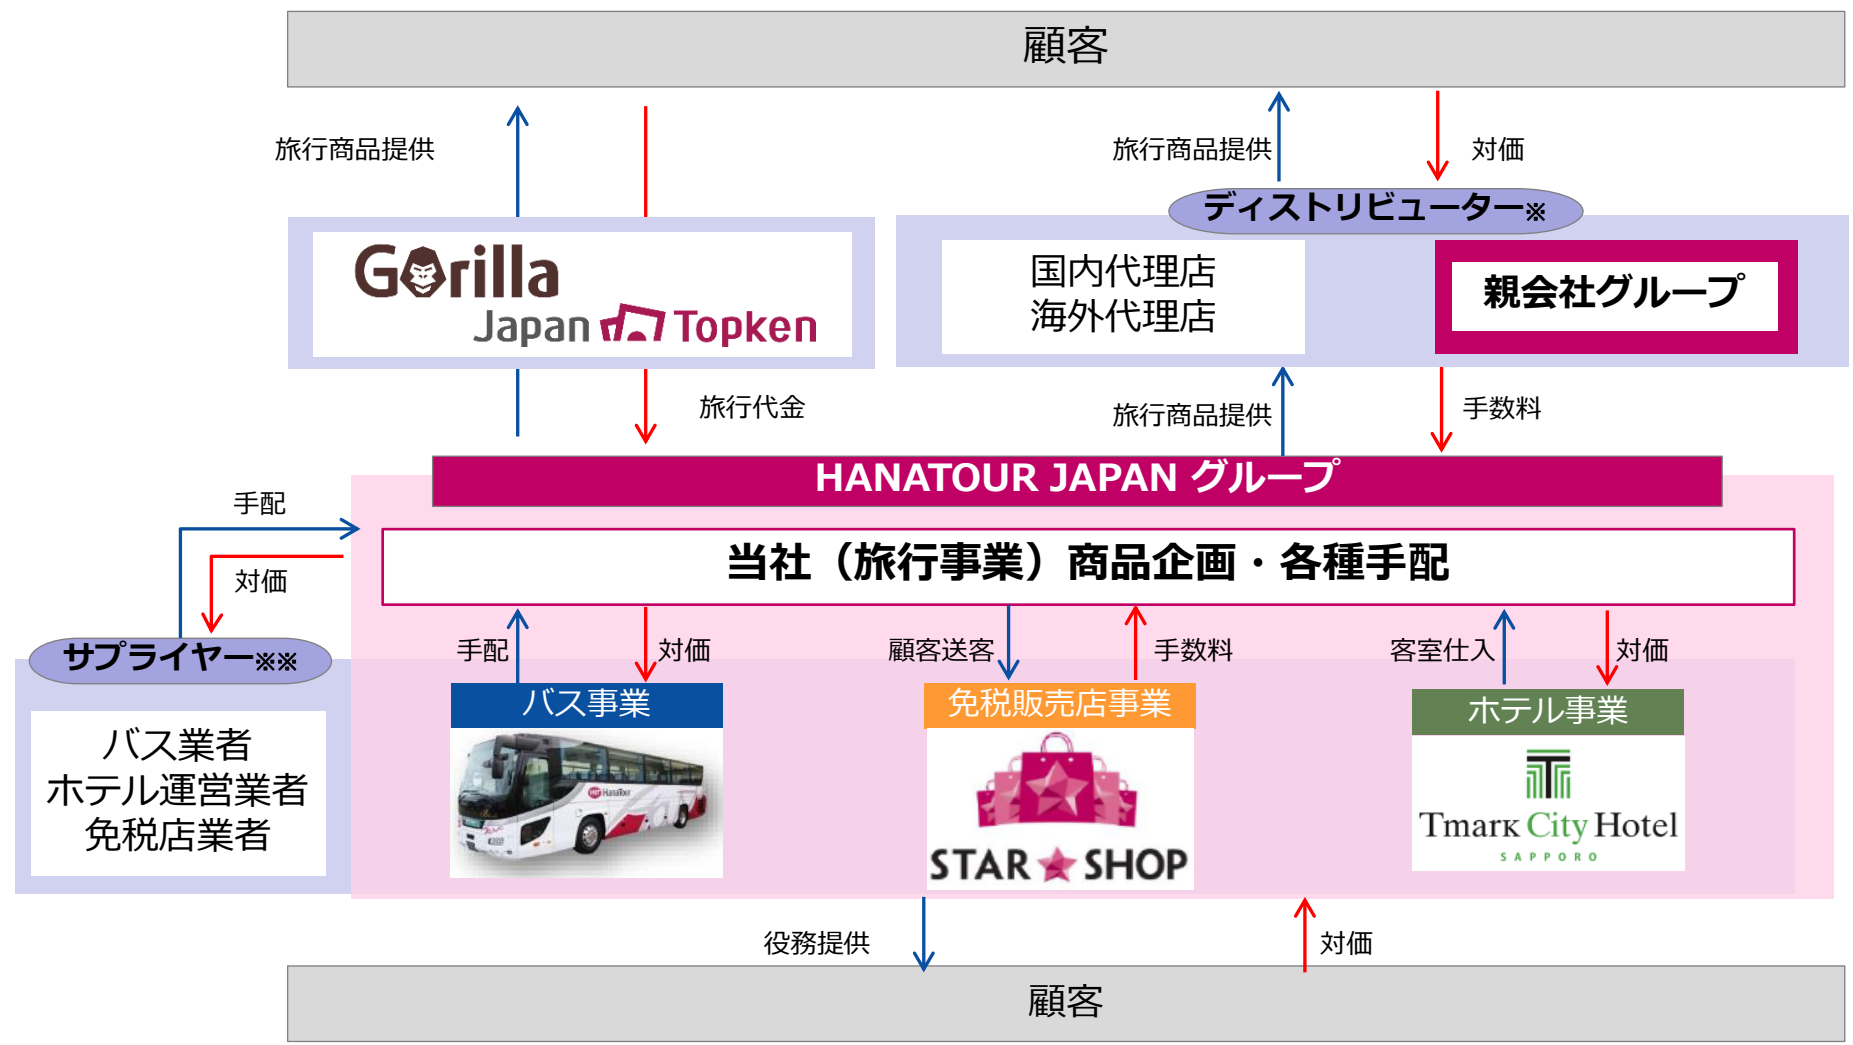 顧客
旅行商品提供
旅行商品提供
対価
ディストリビューター※
Gorilla
Japan
Topken
国内代理店
海外代理店
親会社グループ
旅行代金
旅行商品提供
手数料
HANATOUR JAPAN グループ
手配
対価
当社（旅行事業）商品企画・各種手配
サプライヤー※※
バス業者
ホテル運営業者
免税店業者
手配
対価
顧客送客
手数料
客室仕入
対価
バス事業
HanaTour
免税販売店事業
STAR SHOP
ホテル事業
Tmark City Hotel
SAPPORO
役務提供
対価
顧客